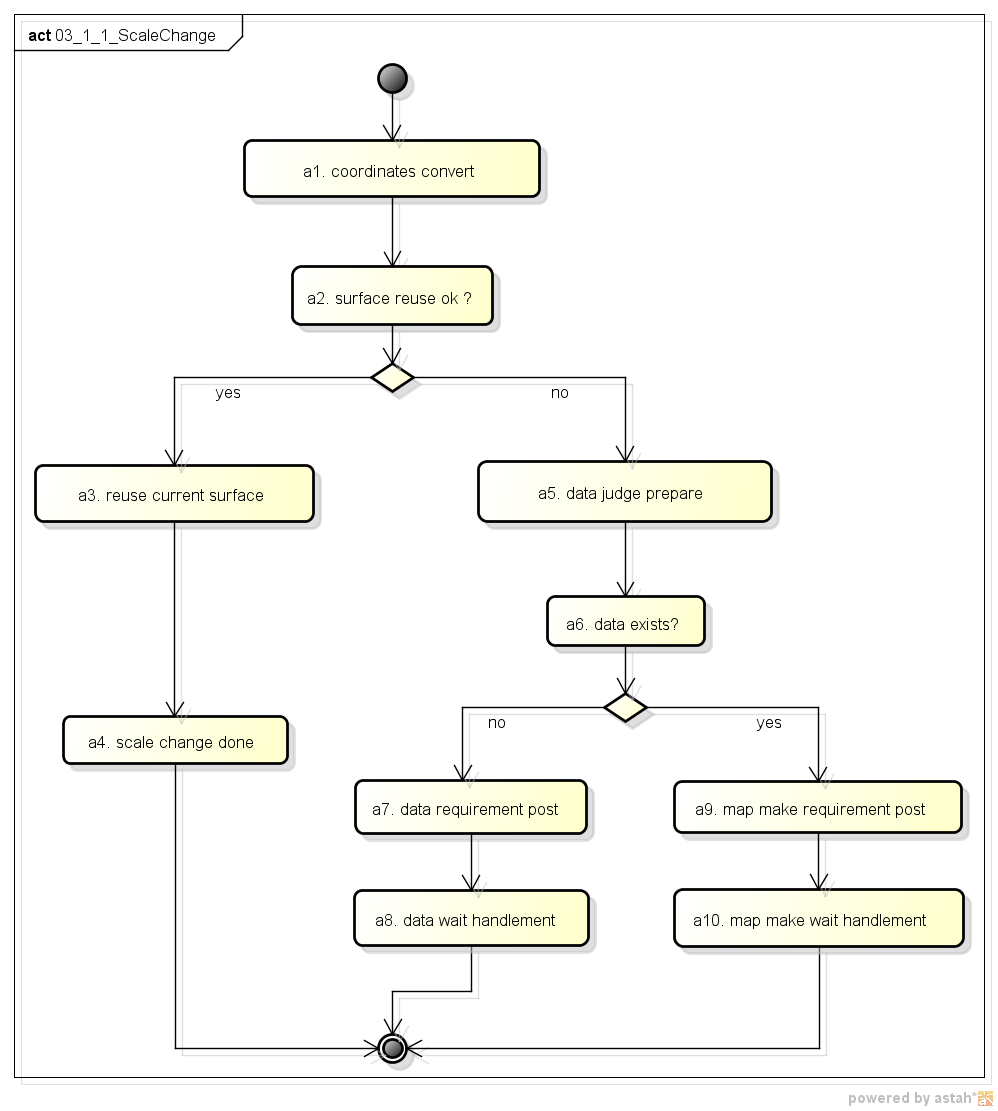 act 03_1_1_ScaleChange
a1. coordinates convert
a2. surface reuse ok ?
yes
no
a3. reuse current surface
a5. data judge prepare
a6. data exists?
no
yes
a4. scale change done
a7. data requirement post
a9. map make requirement post
a8. data wait handlement
a10. map make wait handlement
powered by astah*